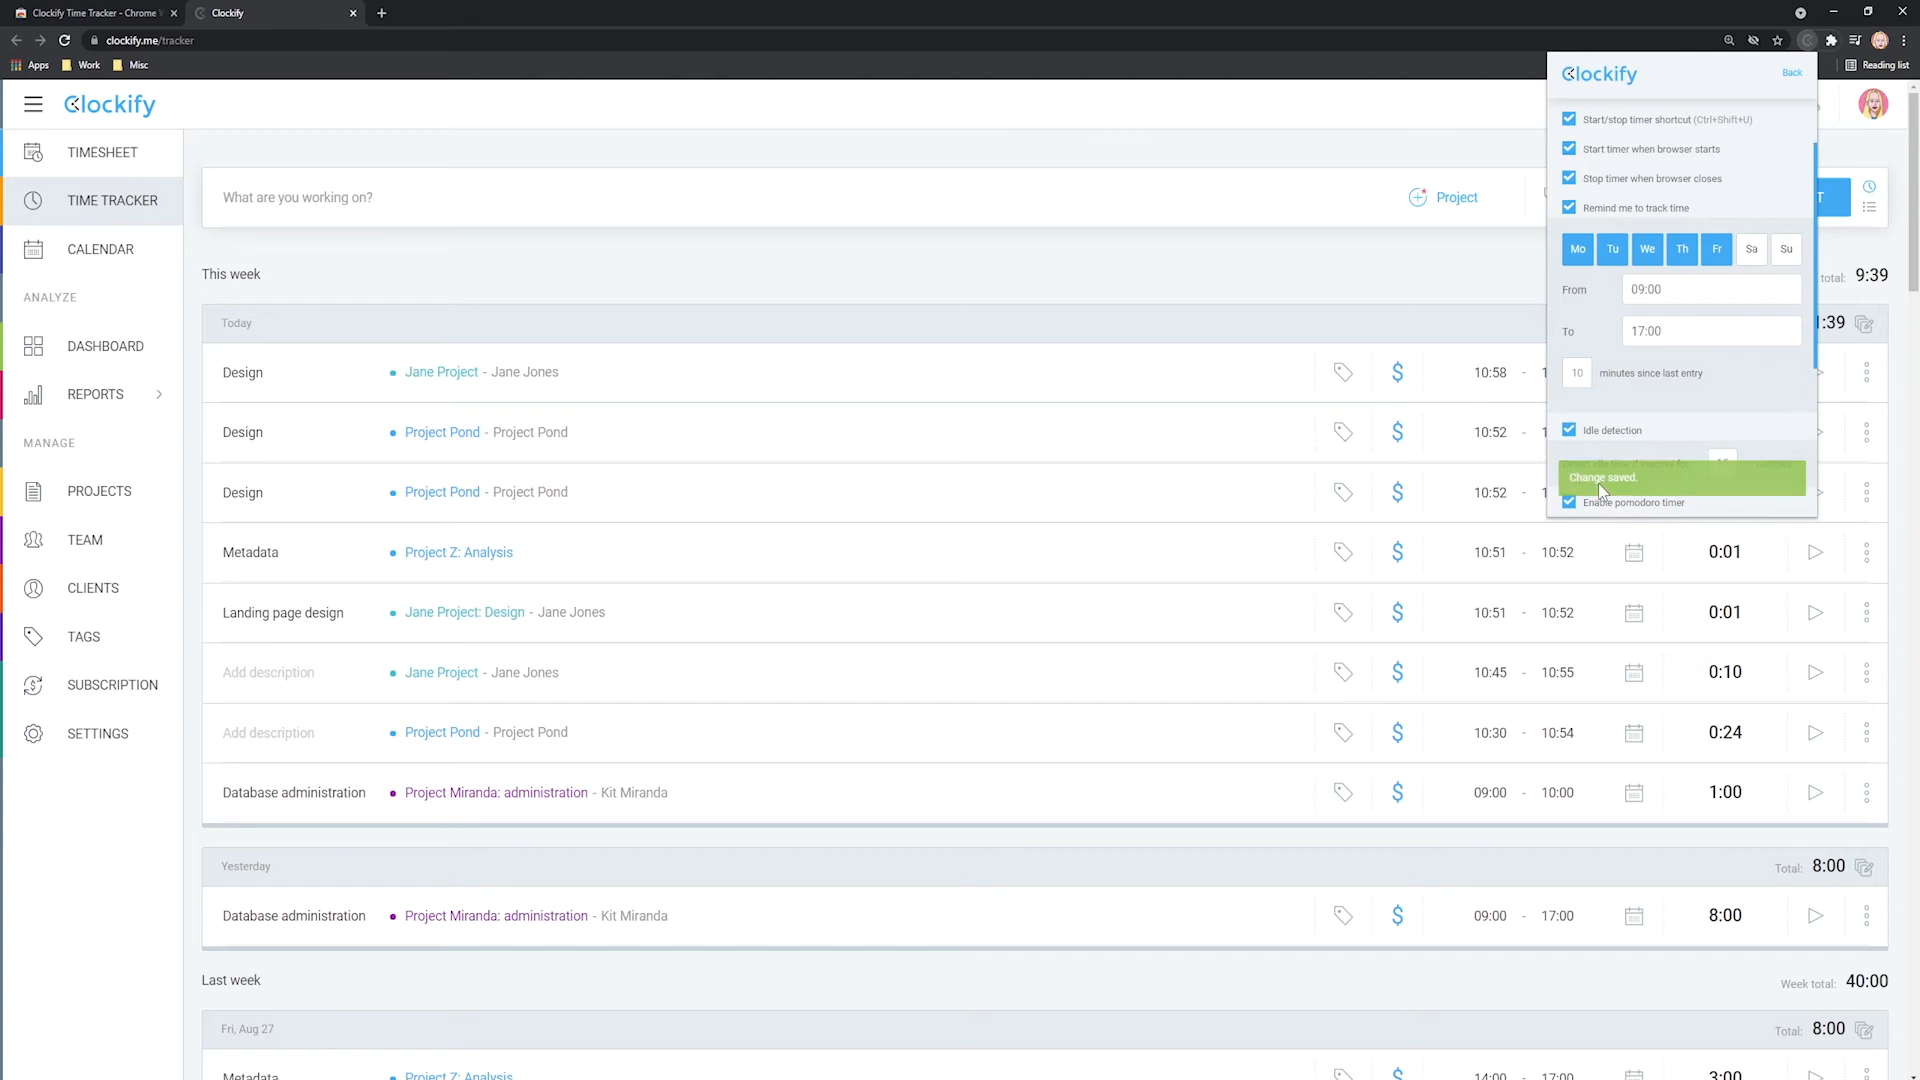 Clockify Time Tracker - Chrome
Clockify
clockify.me/tracker
Apps
Work
Misc
Reading list
Clockify
TIMESHEET
TIME TRACKER
CALENDAR
ANALYZE
DASHBOARD
REPORTS
MANAGE
PROJECTS
TEAM
CLIENTS
TAGS
SUBSCRIPTION
SETTINGS
What are you working on?
Project
This week
total: 9:39
Today
Design Jane Project - Jane Jones $ 10:58 -
Design Project Pond - Project Pond $ 10:52 -
Design Project Pond - Project Pond $ 10:52 -
Metadata Project Z: Analysis $ 10:51 - 10:52 0:01
Landing page design Jane Project: Design - Jane Jones $ 10:51 - 10:52 0:01
Add description Jane Project - Jane Jones $ 10:45 - 10:55 0:10
Add description Project Pond - Project Pond $ 10:30 - 10:54 0:24
Database administration Project Miranda: administration - Kit Miranda $ 09:00 - 10:00 1:00
Yesterday Total: 8:00
Database administration Project Miranda: administration - Kit Miranda $ 09:00 - 17:00 8:00
Last week Week total: 40:00
Fri, Aug 27 Total: 8:00
Metadata Project Z: Analysis 14:00 - 17:00 3:00
Clockify Back
Start/stop timer shortcut (Ctrl+Shift+U)
Start timer when browser starts
Stop timer when browser closes
Remind me to track time
Mo Tu We Th Fr Sa Su
From 09:00
To 17:00
10 minutes since last entry
Idle detection
Change saved.
Enable pomodoro timer